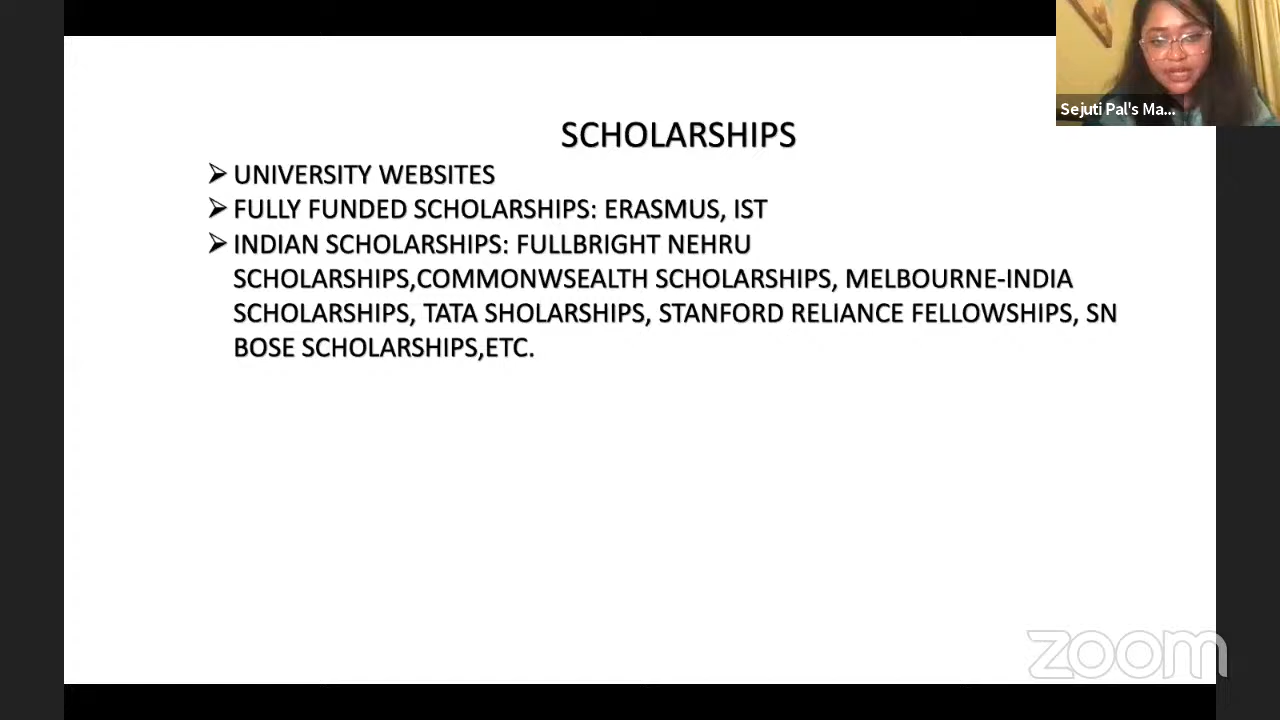 Sejuti Pal's Ma...
SCHOLARSHIPS
UNIVERSITY WEBSITES
FULLY FUNDED SCHOLARSHIPS: ERASMUS, IST
INDIAN SCHOLARSHIPS: FULLBRIGHT NEHRU
SCHOLARSHIPS,COMMONWSEALTH SCHOLARSHIPS, MELBOURNE-INDIA
SCHOLARSHIPS, TATA SHOLARSHIPS, STANFORD RELIANCE FELLOWSHIPS, SN
BOSE SCHOLARSHIPS,ETC.
zoom